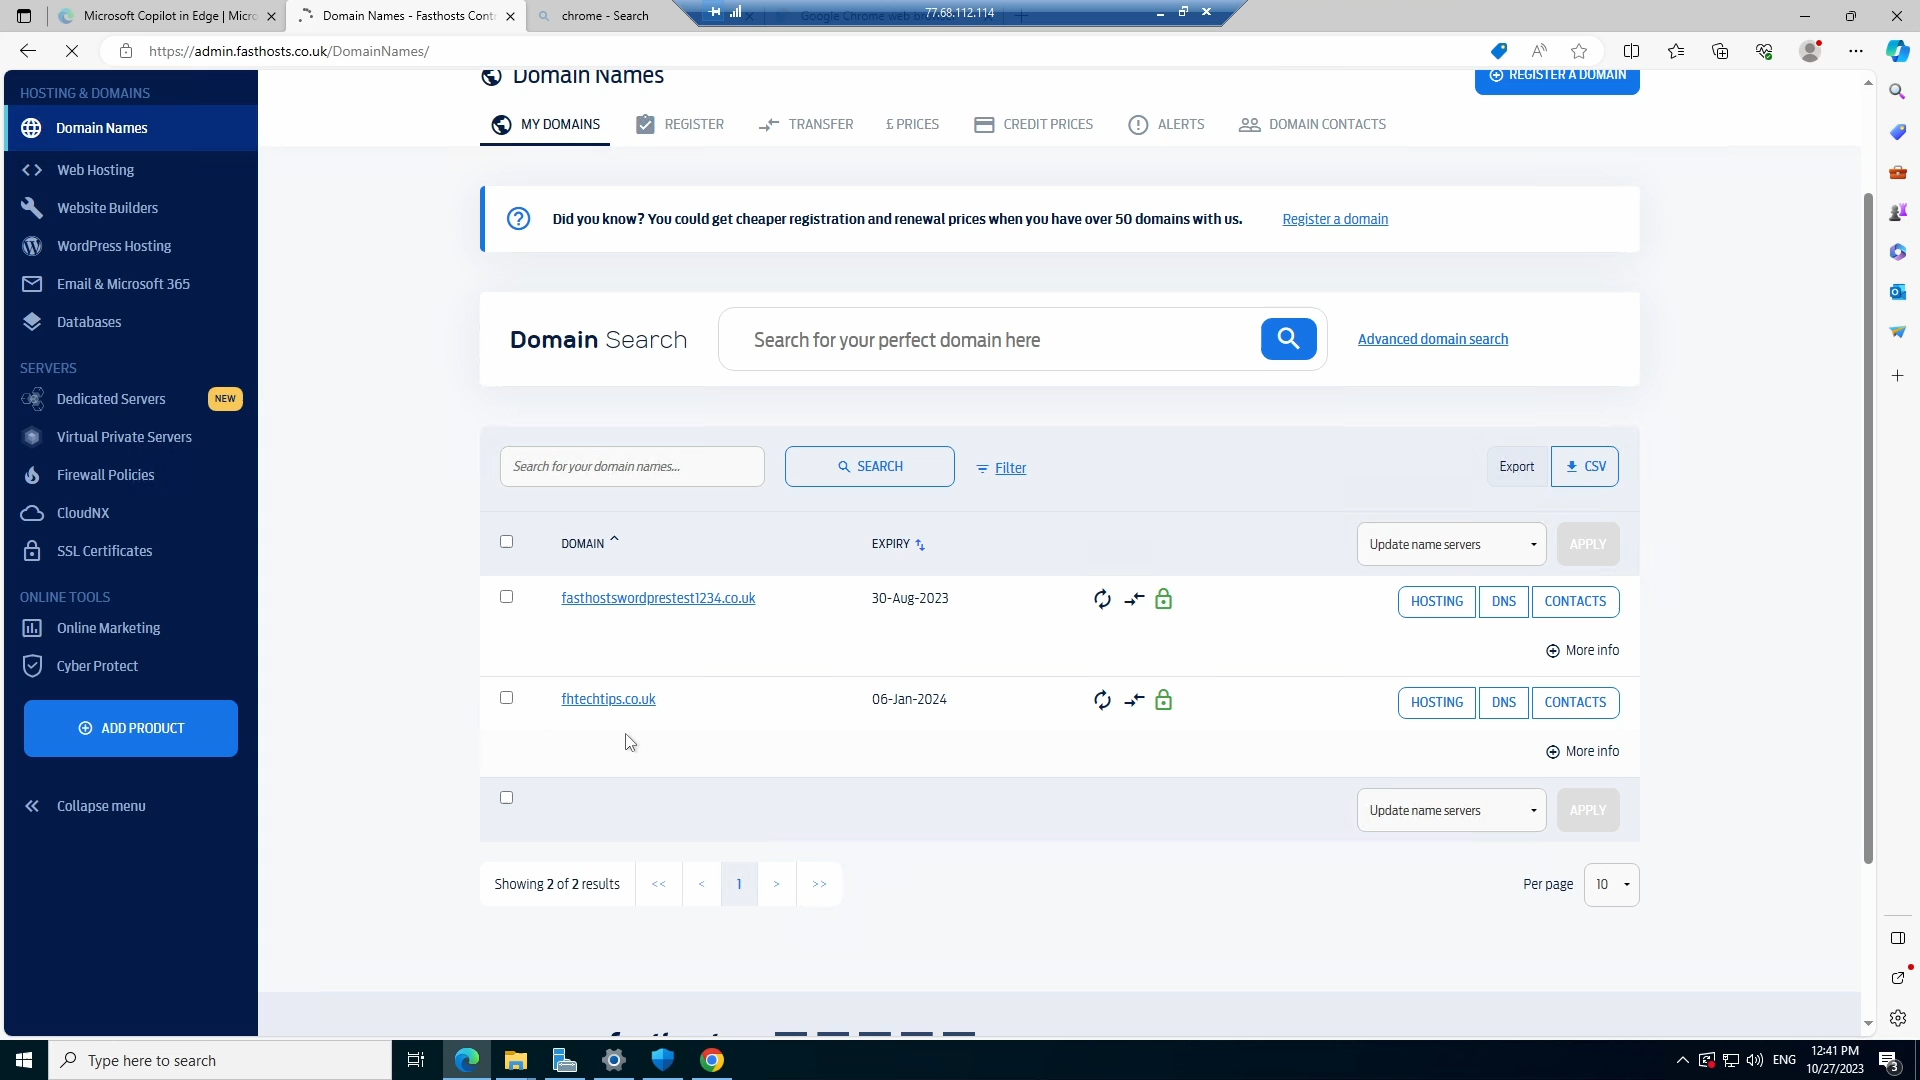 Microsoft Copilot in Edge | Micro
Domain Names - Fasthosts Cont
chrome - Search
77.68.112.114
Google Chrome web bro
https://admin.fasthosts.co.uk/DomainNames/
HOSTING & DOMAINS
Domain Names
Web Hosting
Website Builders
WordPress Hosting
Email & Microsoft 365
Databases
SERVERS
Dedicated Servers
NEW
Virtual Private Servers
Firewall Policies
CloudNX
SSL Certificates
ONLINE TOOLS
Online Marketing
Cyber Protect
ADD PRODUCT
Collapse menu
Domain Names
REGISTER A DOMAIN
MY DOMAINS
REGISTER
TRANSFER
£ PRICES
CREDIT PRICES
ALERTS
DOMAIN CONTACTS
Did you know? You could get cheaper registration and renewal prices when you have over 50 domains with us.
Register a domain
Domain Search
Search for your perfect domain here
Advanced domain search
Search for your domain names...
SEARCH
Filter
Export
CSV
DOMAIN
EXPIRY
Update name servers
APPLY
fasthostswordprestest1234.co.uk
30-Aug-2023
HOSTING
DNS
CONTACTS
More info
fhtechtips.co.uk
06-Jan-2024
HOSTING
DNS
CONTACTS
More info
Update name servers
APPLY
Showing 2 of 2 results
<<
<
1
>
>>
Per page
10
Type here to search
ENG
12:41 PM
10/27/2023
3